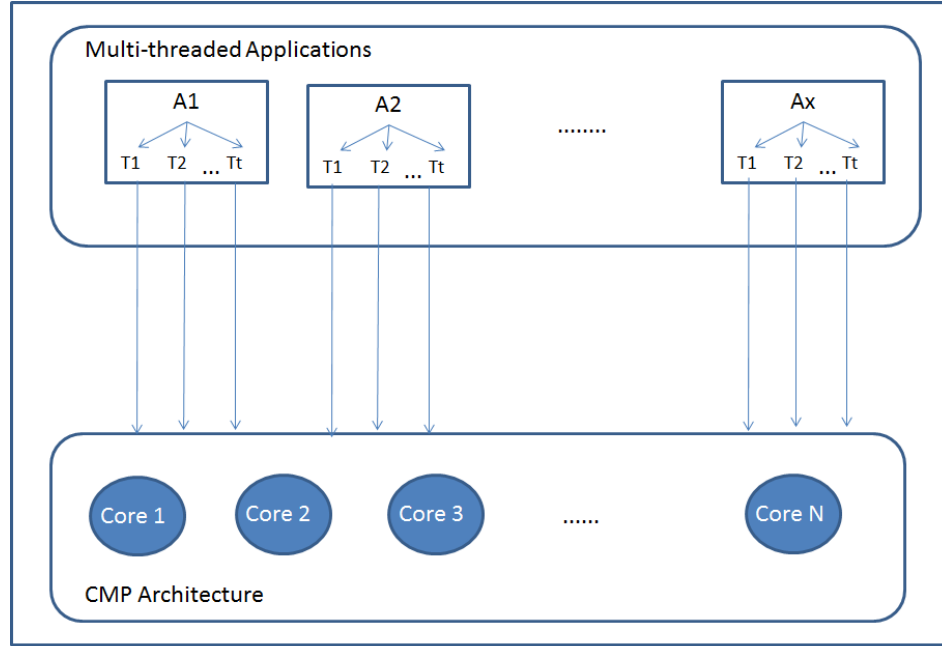 Multi-threaded Applications
A1
T1 T2 ... Tt
A2
T1 T2 ... Tt
........
Ax
T1 T2 ... Tt
Core 1 Core 2 Core 3 ...... Core N
CMP Architecture